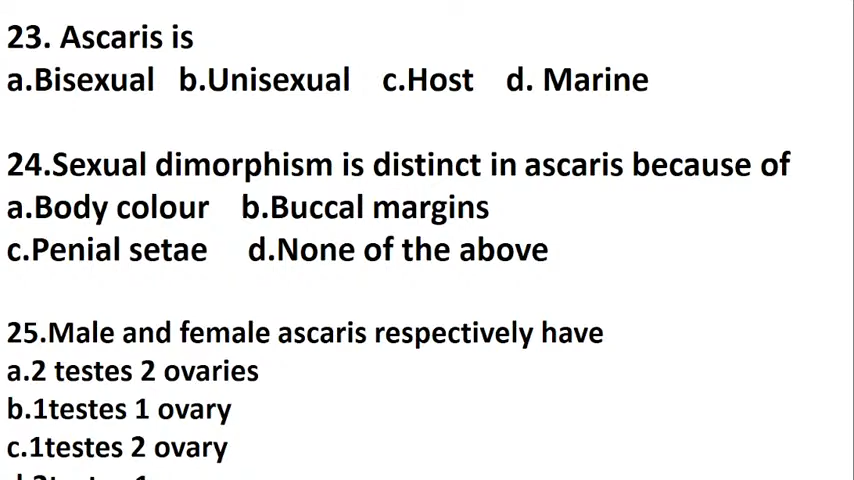 23. Ascaris is
a.Bisexual b.Unisexual c.Host d. Marine
24.Sexual dimorphism is distinct in ascaris because of
a.Body colour b.Buccal margins
c.Penial setae d.None of the above
25.Male and female ascaris respectively have
a.2 testes 2 ovaries
b.1testes 1 ovary
c.1testes 2 ovary